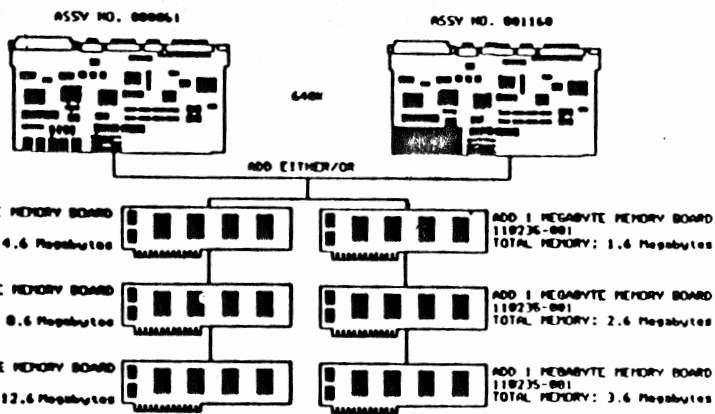 ASSY NO. 000061
ASSY NO. 001160
640K
ADD EITHER/OR
E MEMORY BOARD
4.6 Megabytes
ADD 1 MEGABYTE MEMORY BOARD
110236-001
TOTAL MEMORY: 1.6 Megabytes
E MEMORY BOARD
8.6 Megabytes
ADD 1 MEGABYTE MEMORY BOARD
110236-001
TOTAL MEMORY: 2.6 Megabytes
E MEMORY BOARD
12.6 Megabytes
ADD 1 MEGABYTE MEMORY BOARD
110235-001
TOTAL MEMORY: 3.6 Megabytes